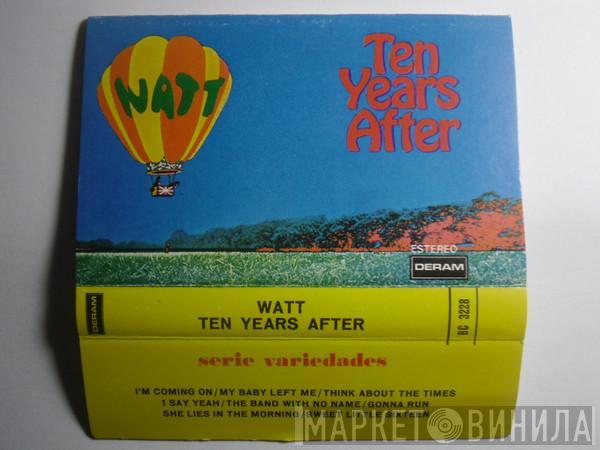 WATT
Ten
Years
After
ESTEREO
DERAM
DERAM
WATT
TEN YEARS AFTER
BC 3228
serie variedades
I'M COMING ON/MY BABY LEFT ME/THINK ABOUT THE TIMES
I SAY YEAH/THE BAND WITH NO NAME/GONNA RUN
SHE LIES IN THE MORNING/SWEET LITTLE SIXTEEN
МАРКЕТ ВИНИЛА